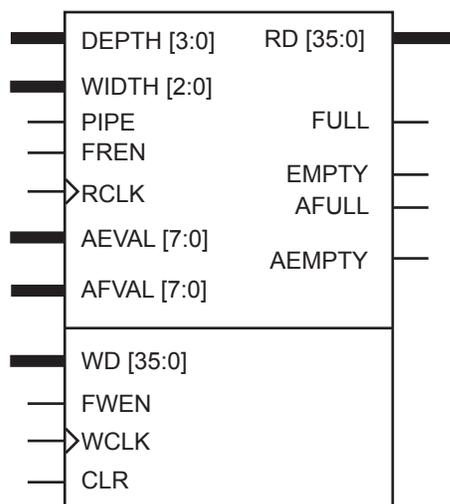 DEPTH [3:0] RD [35:0]
WIDTH [2:0]
PIPE FULL
FREN
EMPTY
RCLK AFULL
AEVAL [7:0]
AEMPTY
AFVAL [7:0]
WD [35:0]
FWEN
WCLK
CLR